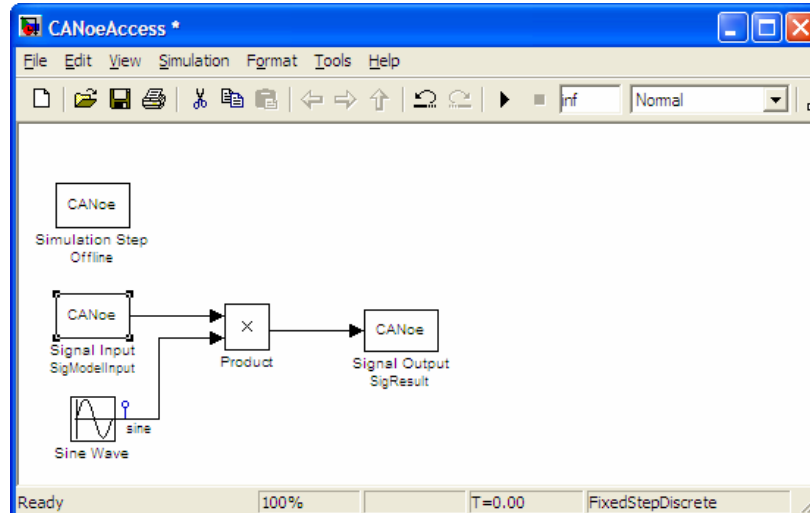 CANoeAccess *
File Edit View Simulation Format Tools Help
inf Normal
CANoe
Simulation Step
Offline
CANoe
Signal Input
SigModelInput
×
Product
CANoe
Signal Output
SigResult
sine
Sine Wave
Ready 100% T=0.00 FixedStepDiscrete